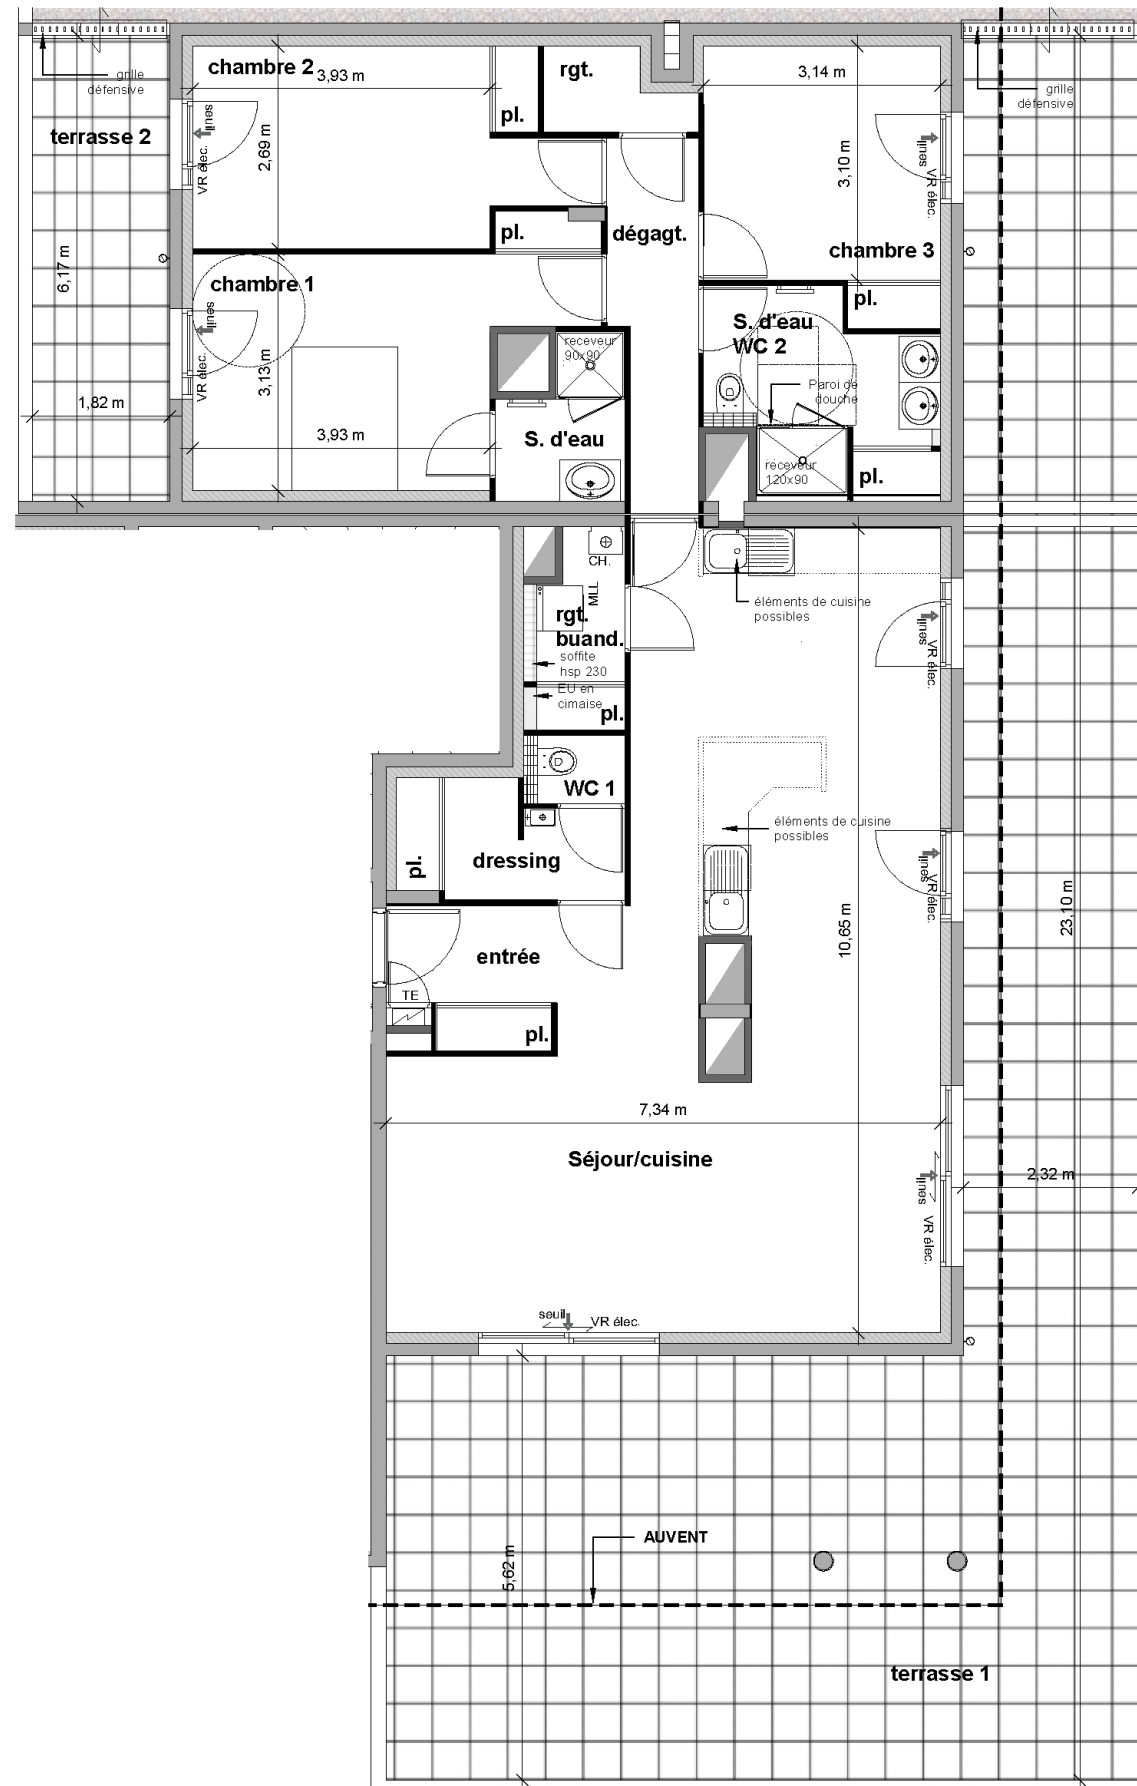 grille
défensive
chambre 2
3,93 m
rgt.
pl.
3,14 m
grille
défensive
terrasse 2
seuil
VR élec.
2,69 m
3,10 m
seuil
VR élec.
pl.
dégagt.
chambre 3
6,17 m
chambre 1
seuil
VR élec.
3,13 m
pl.
S. d'eau
WC 2
receveur
90x90
Paroi de
douche
1,82 m
3,93 m
S. d'eau
receveur
120x90
pl.
CH.
MLL
rgt.
buand.
soffite
hsp 230
EU en
cimaise
pl.
éléments de cuisine
possibles
seuil
VR élec.
WC 1
éléments de cuisine
possibles
pl.
dressing
seuil
VR élec.
10,65 m
23,10 m
entrée
TE
pl.
7,34 m
Séjour/cuisine
2,32 m
seuil
VR élec.
seuil
VR élec.
AUVENT
5,62 m
terrasse 1